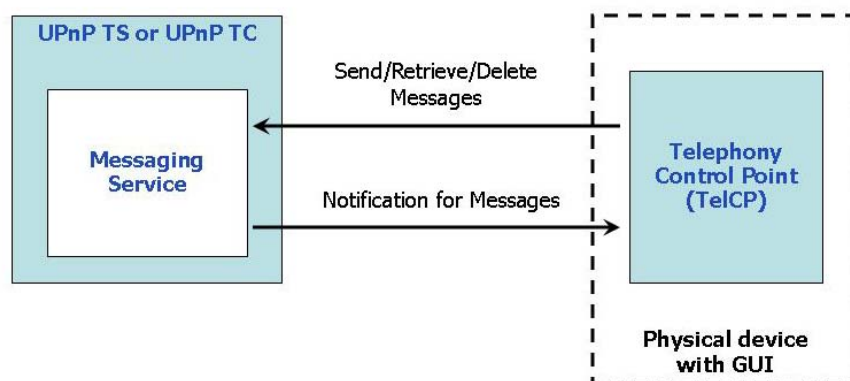 UPnP TS or UPnP TC
Messaging
Service
Send/Retrieve/Delete
Messages
Notification for Messages
Telephony
Control Point
(TelCP)
Physical device
with GUI